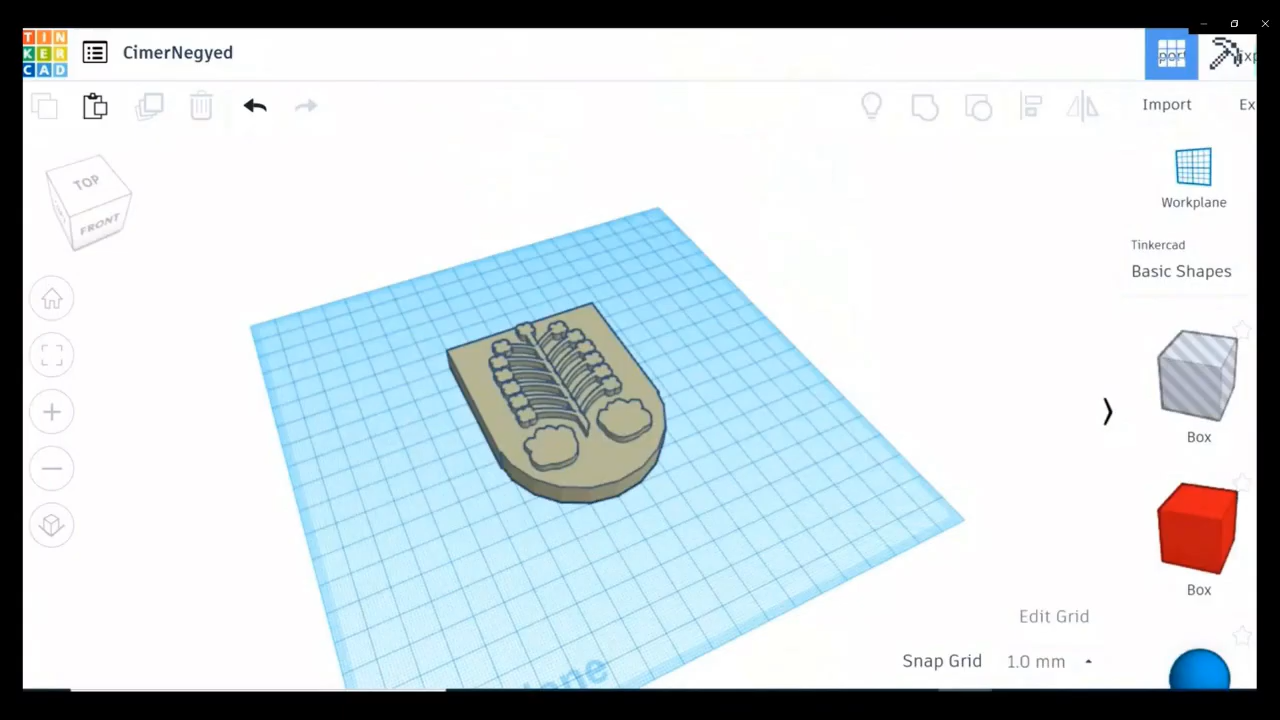 TIN
KER
CAD
CimerNegyed
Import
Ex
TOP
FRONT
Workplane
Tinkercad
Basic Shapes
Box
Box
Edit Grid
Snap Grid
1.0 mm